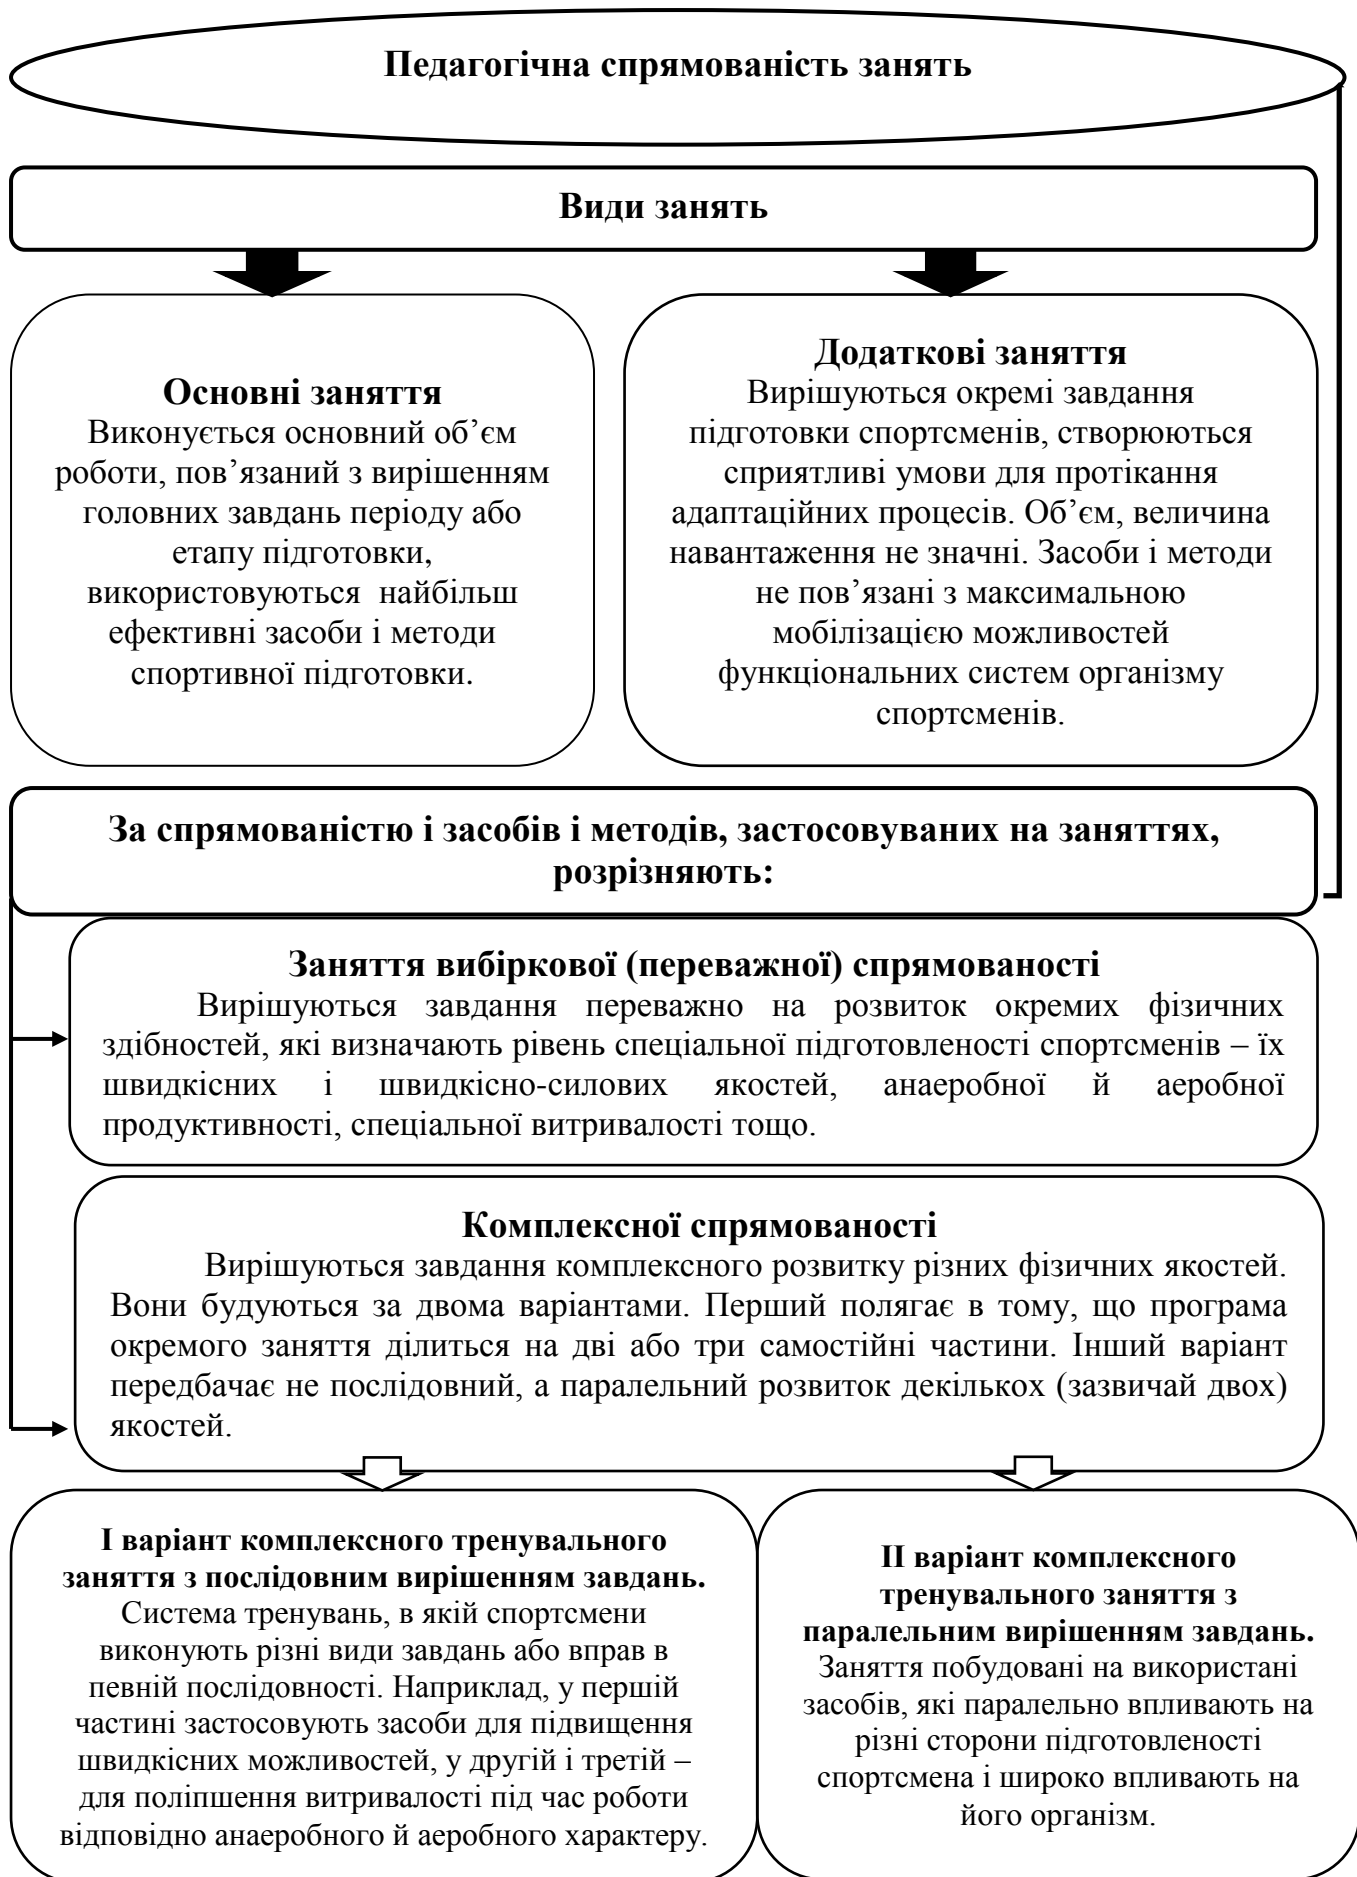 Педагогічна спрямованість занять
Види занять
Основні заняття
Виконується основний об’єм
роботи, пов’язаний з вирішенням
головних завдань періоду або
етапу підготовки,
використовуються найбільш
ефективні засоби і методи
спортивної підготовки.
Додаткові заняття
Вирішуються окремі завдання
підготовки спортсменів, створюються
сприятливі умови для протікання
адаптаційних процесів. Об’єм, величина
навантаження не значні. Засоби і методи
не пов’язані з максимальною
мобілізацією можливостей
функціональних систем організму
спортсменів.
За спрямованістю і засобів і методів, застосовуваних на заняттях,
розрізняють:
Заняття вибіркової (переважної) спрямованості
Вирішуються завдання переважно на розвиток окремих фізичних
здібностей, які визначають рівень спеціальної підготовленості спортсменів – їх
швидкісних і швидкісно-силових якостей, анаеробної й аеробної
продуктивності, спеціальної витривалості тощо.
Комплексної спрямованості
Вирішуються завдання комплексного розвитку різних фізичних якостей.
Вони будуються за двома варіантами. Перший полягає в тому, що програма
окремого заняття ділиться на дві або три самостійні частини. Інший варіант
передбачає не послідовний, а паралельний розвиток декількох (зазвичай двох)
якостей.
І варіант комплексного тренувального
заняття з послідовним вирішенням завдань.
Система тренувань, в якій спортсмени
виконують різні види завдань або вправ в
певній послідовності. Наприклад, у першій
частині застосовують засоби для підвищення
швидкісних можливостей, у другій і третій –
для поліпшення витривалості під час роботи
відповідно анаеробного й аеробного характеру.
ІІ варіант комплексного
тренувального заняття з
паралельним вирішенням завдань.
Заняття побудовані на використані
засобів, які паралельно впливають на
різні сторони підготовленості
спортсмена і широко впливають на
його організм.